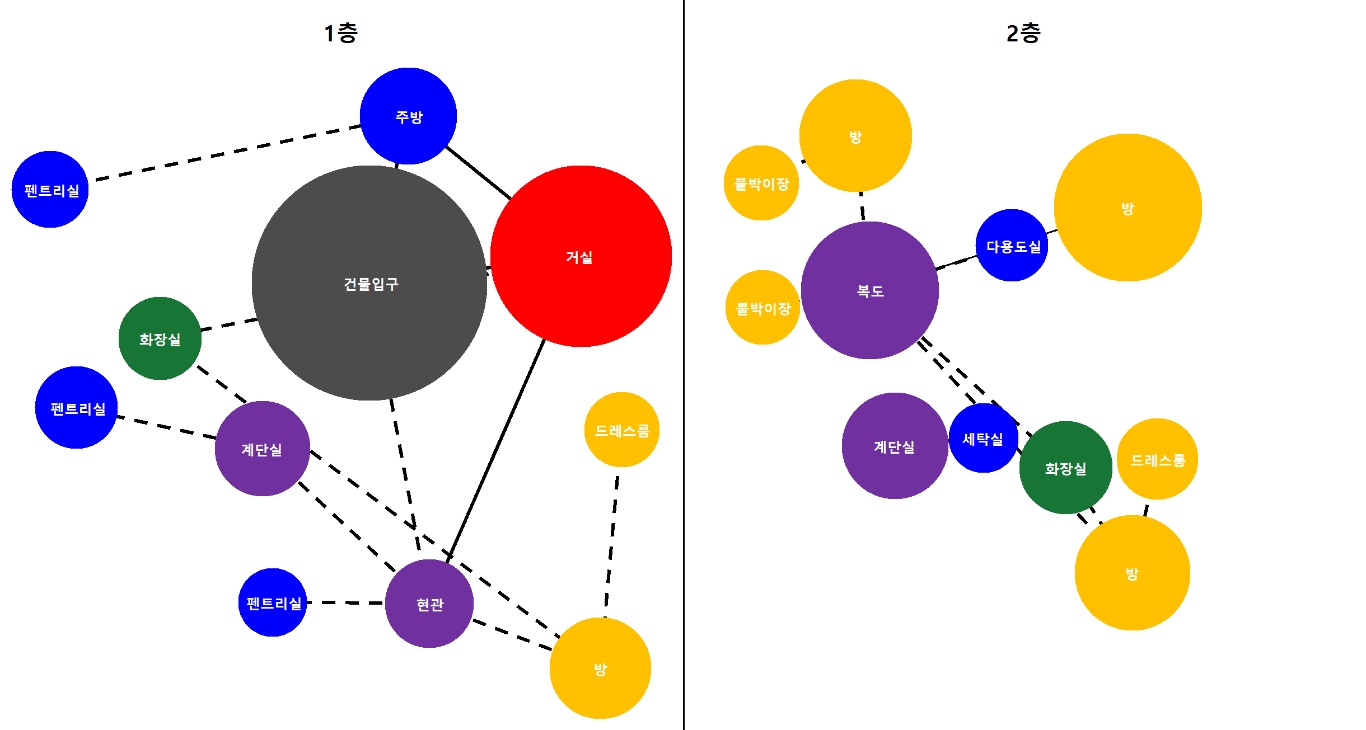 1층
주방
펜트리실
거실
건물입구
화장실
펜트리실
드레스룸
계단실
펜트리실
현관
방
2층
방
붙박이장
방
다용도실
복도
붙박이장
세탁실
계단실
드레스룸
화장실
방